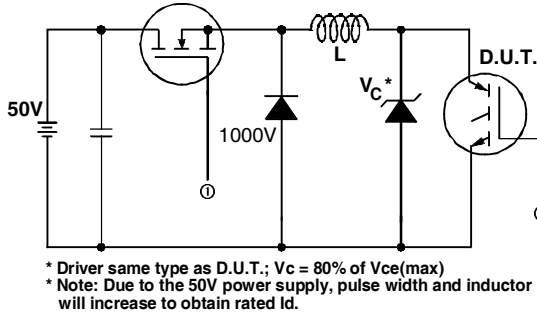 D.U.T.
L
VC*
50V
1000V
①
* Driver same type as D.U.T.; Vc = 80% of Vce(max)
* Note: Due to the 50V power supply, pulse width and inductor
will increase to obtain rated Id.